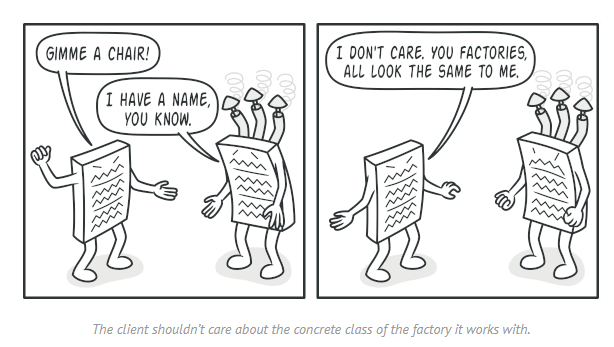 GIMME A CHAIR!
I HAVE A NAME,
YOU KNOW.
I DON'T CARE. YOU FACTORIES,
ALL LOOK THE SAME TO ME.
The client shouldn't care about the concrete class of the factory it works with.